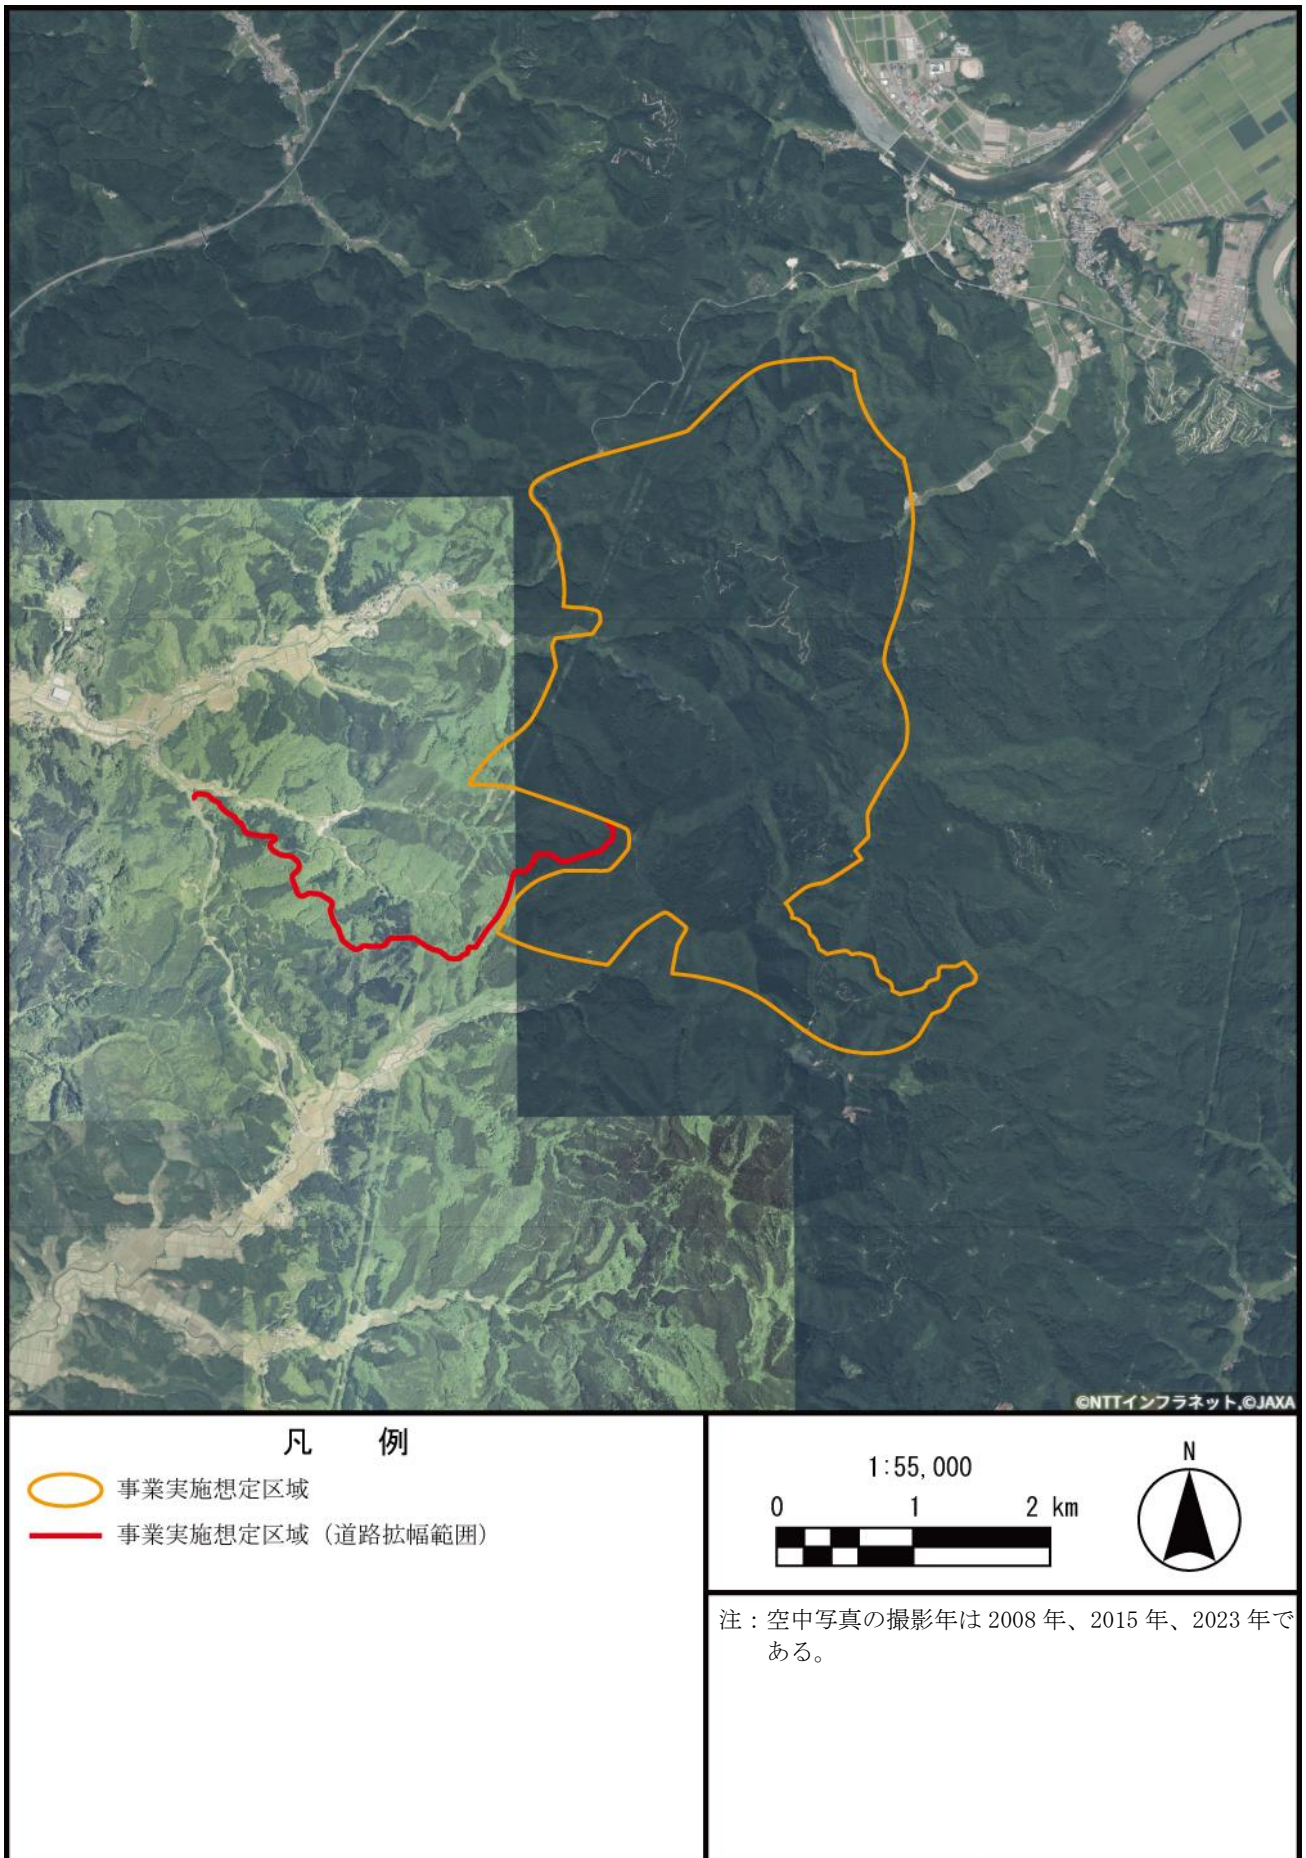 ©NTTインフラネット,©JAXA
凡　例
事業実施想定区域
事業実施想定区域（道路拡幅範囲）
1:55,000
0 1 2 km
N
注：空中写真の撮影年は 2008 年、2015 年、2023 年で
ある。